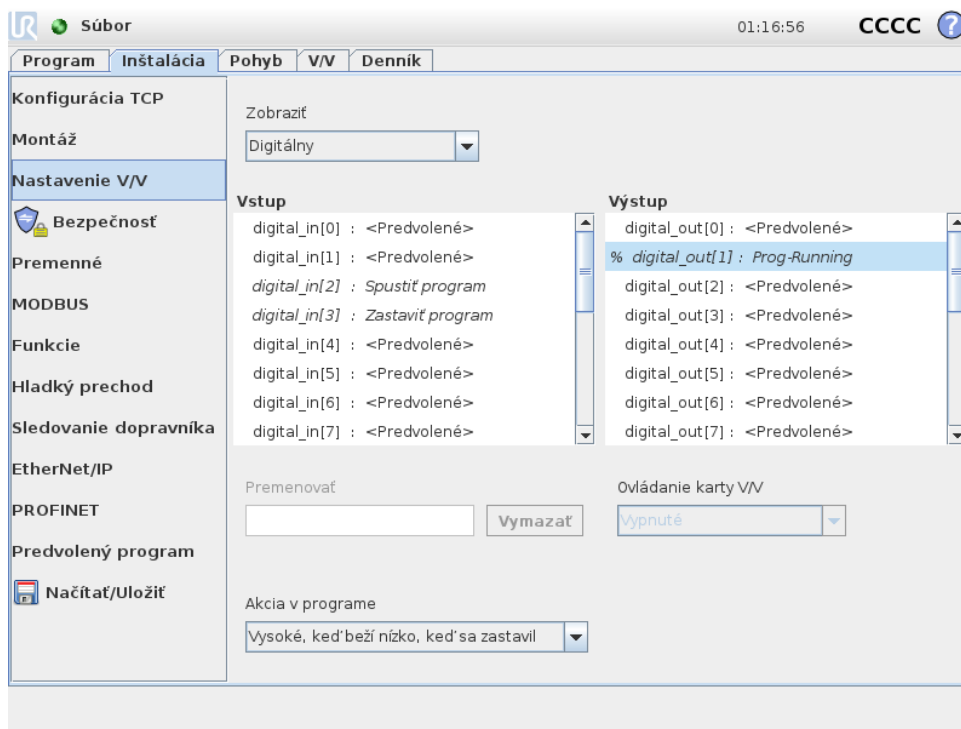 UR Súbor 01:16:56 CCCC ?
Program Inštalácia Pohyb V/V Denník
Konfigurácia TCP
Montáž
Nastavenie V/V
Bezpečnosť
Premenné
MODBUS
Funkcie
Hladký prechod
Sledovanie dopravníka
EtherNet/IP
PROFINET
Predvolený program
Načítať/Uložiť
Zobraziť
Digitálny
Vstup
digital_in[0] : <Predvolené>
digital_in[1] : <Predvolené>
digital_in[2] : Spustiť program
digital_in[3] : Zastaviť program
digital_in[4] : <Predvolené>
digital_in[5] : <Predvolené>
digital_in[6] : <Predvolené>
digital_in[7] : <Predvolené>
Výstup
digital_out[0] : <Predvolené>
% digital_out[1] : Prog-Running
digital_out[2] : <Predvolené>
digital_out[3] : <Predvolené>
digital_out[4] : <Predvolené>
digital_out[5] : <Predvolené>
digital_out[6] : <Predvolené>
digital_out[7] : <Predvolené>
Premenovať
Vymazať
Ovládanie karty V/V
Vypnuté
Akcia v programe
Vysoké, keď beží nízko, keď sa zastavil